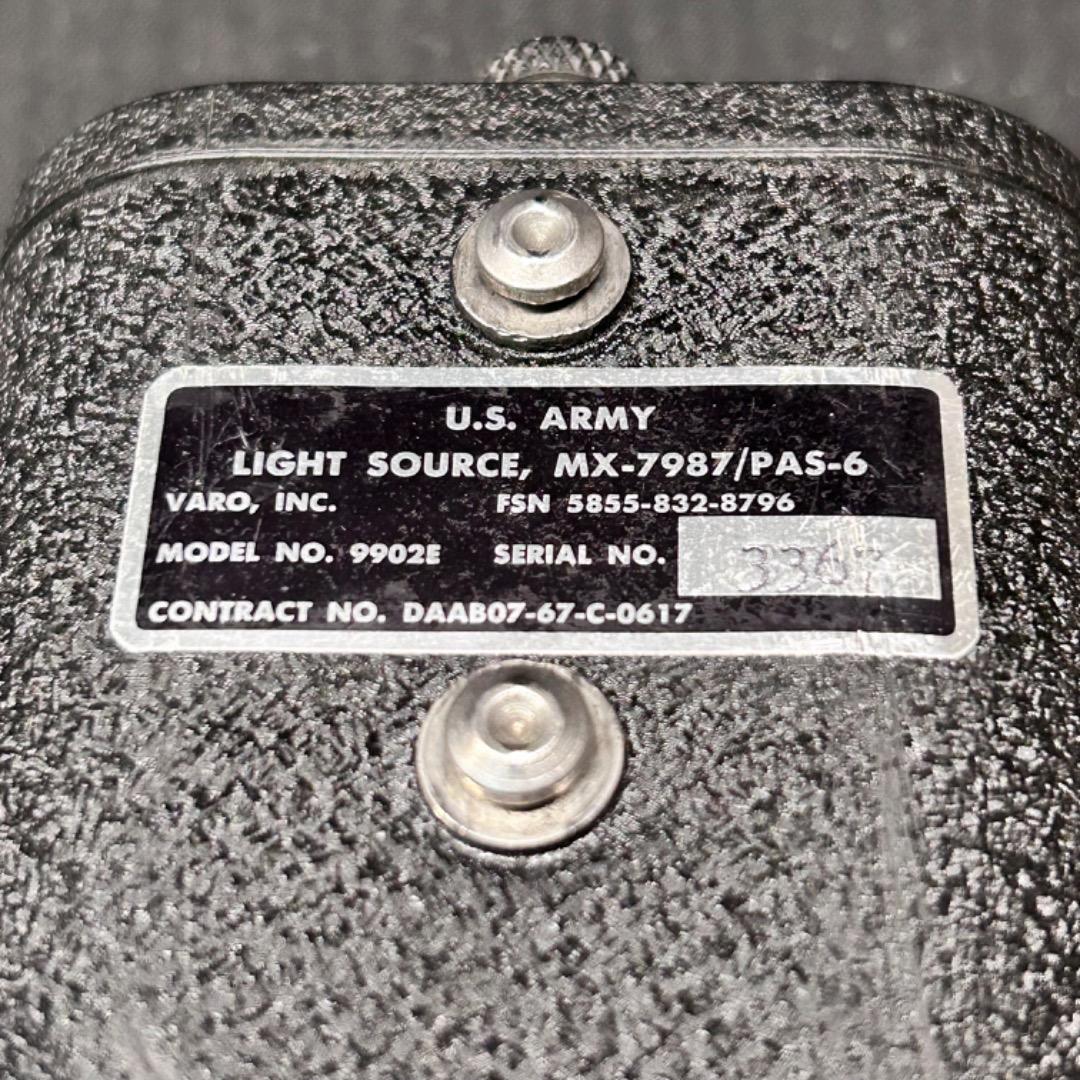 U.S. ARMY
LIGHT SOURCE, MX-7987/PAS-6
VARO, INC. FSN 5855-832-8796
MODEL NO. 9902E SERIAL NO.
CONTRACT NO. DAAB07-67-C-0617